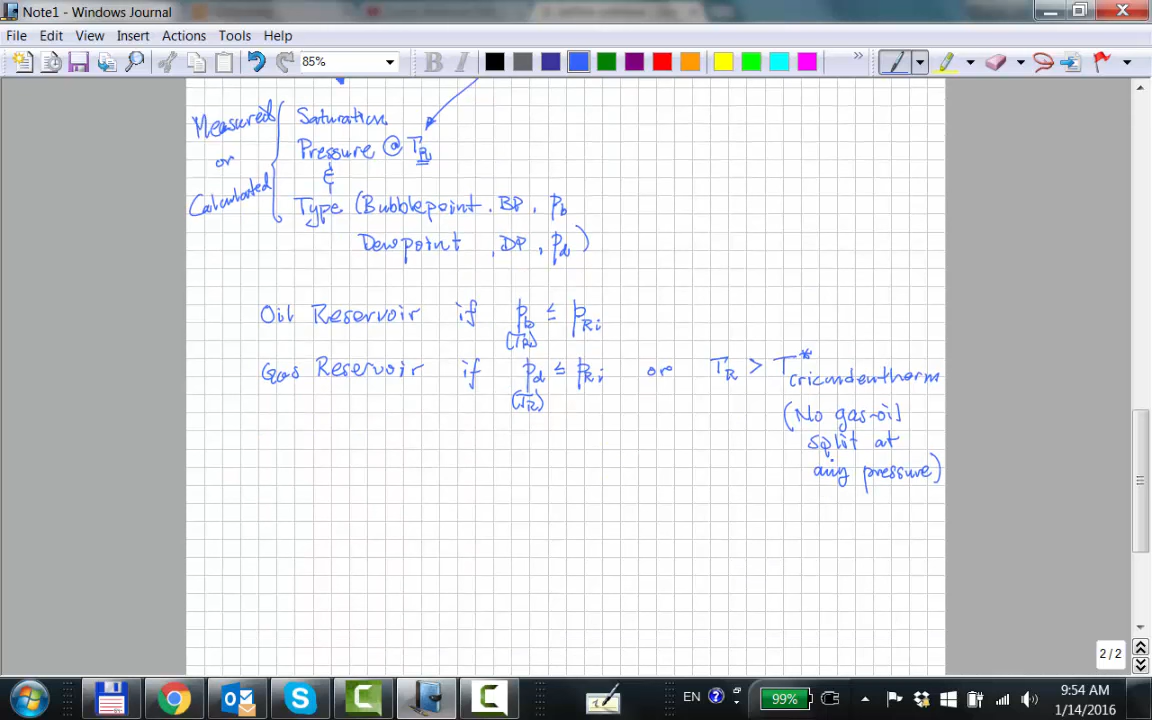 Note1 - Windows Journal
File Edit View Insert Actions Tools Help
85%
B I
Measured
or
Calculated
Saturation
Pressure @ TR
&
Type (Bubblepoint, BP, pb
Dewpoint, DP, pd)
Oil Reservoir if pb ≤ pRi
(TR)
Gas Reservoir if pd ≤ pRi or TR > T*cricondentherm
(TR)
(No gas-oil
split at
any pressure)
2 / 2
EN
99%
9:54 AM
1/14/2016